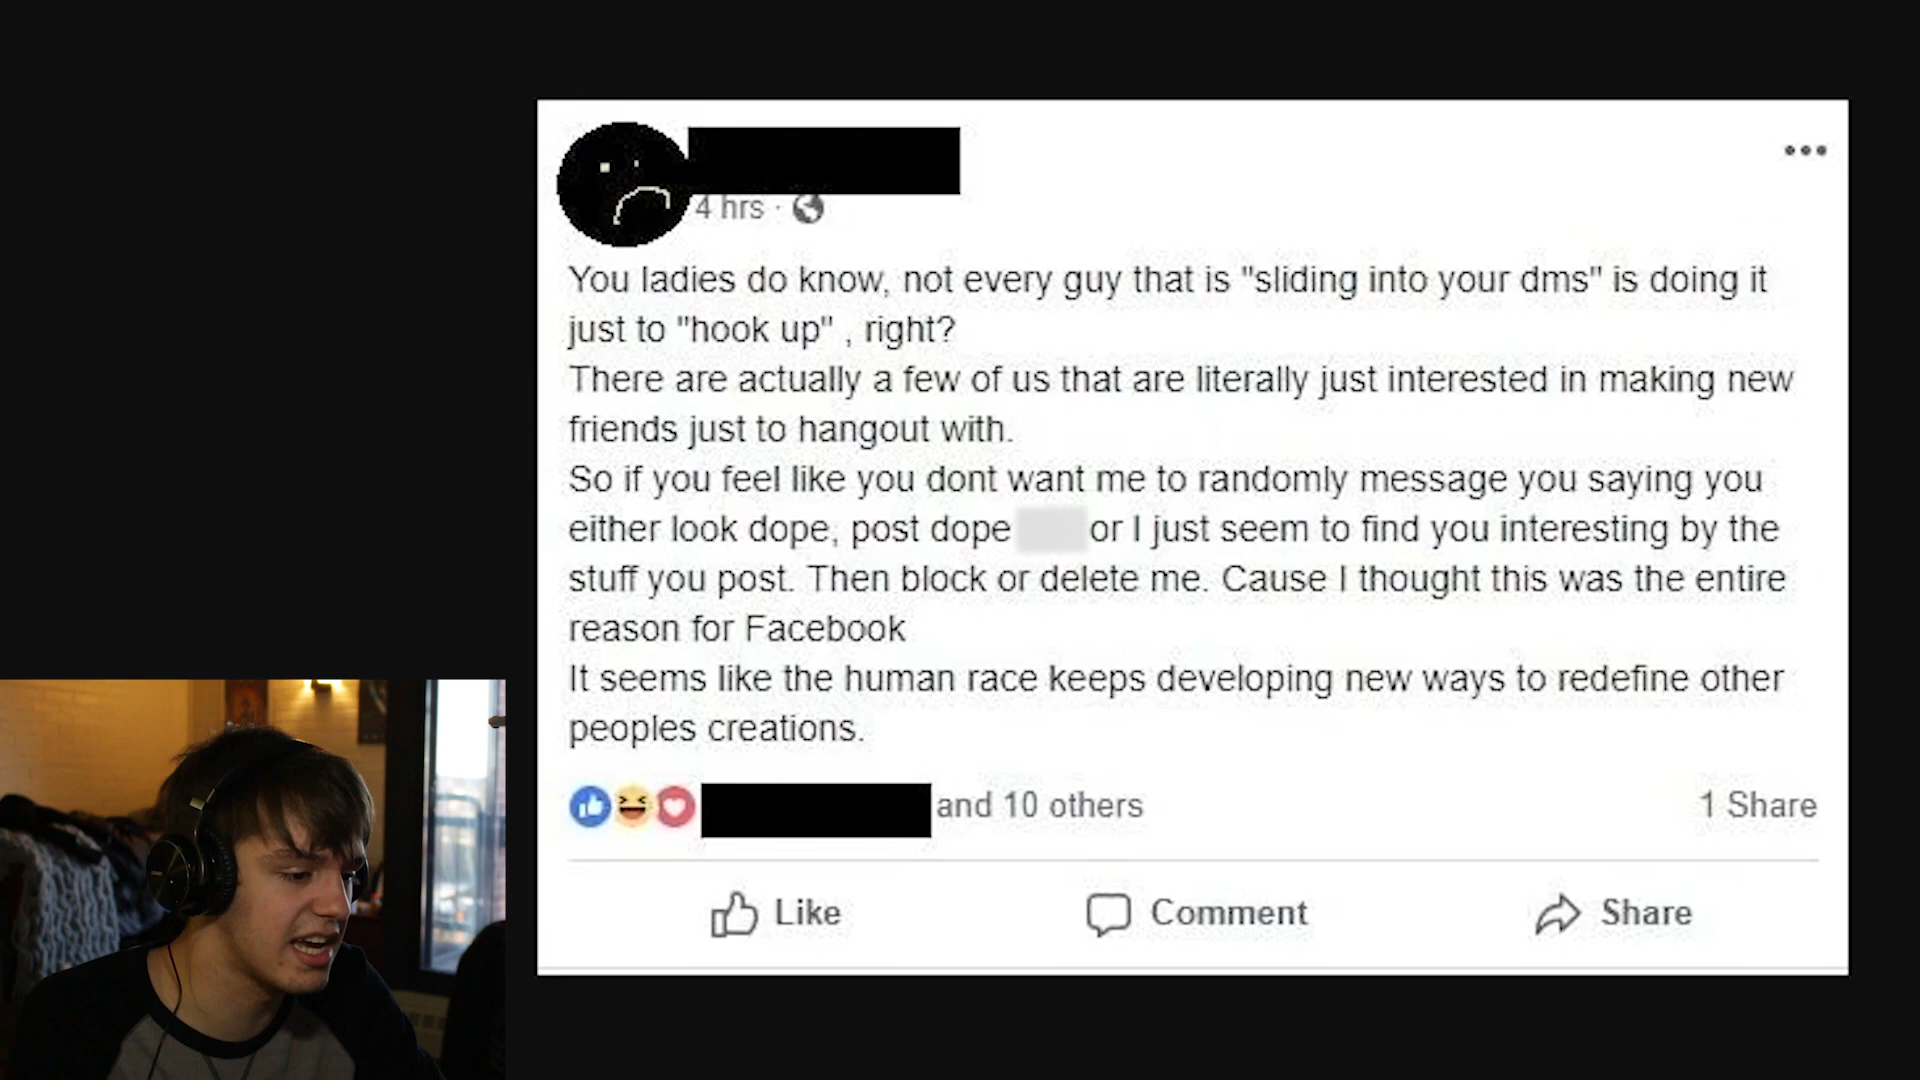 4 hrs ·
You ladies do know, not every guy that is "sliding into your dms" is doing it
just to "hook up" , right?
There are actually a few of us that are literally just interested in making new
friends just to hangout with.
So if you feel like you dont want me to randomly message you saying you
either look dope, post dope or I just seem to find you interesting by the
stuff you post. Then block or delete me. Cause I thought this was the entire
reason for Facebook
It seems like the human race keeps developing new ways to redefine other
peoples creations.
and 10 others
1 Share
Like
Comment
Share